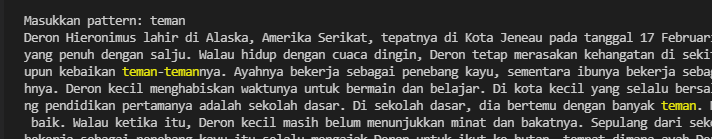 Masukkan pattern: teman
Deron Hieronimus lahir di Alaska, Amerika Serikat, tepatnya di Kota Jeneau pada tanggal 17 Februar
yang penuh dengan salju. Walau hidup dengan cuaca dingin, Deron tetap merasakan kehangatan di sekit
upun kebaikan teman-temannya. Ayahnya bekerja sebagai penebang kayu, sementara ibunya bekerja sebag
hnya. Deron kecil menghabiskan waktunya untuk bermain dan belajar. Di kota kecil yang selalu bersal
ng pendidikan pertamanya adalah sekolah dasar. Di sekolah dasar, dia bertemu dengan banyak teman.
baik. Walau ketika itu, Deron kecil masih belum menunjukkan minat dan bakatnya. Sepulang dari seko
bekerja sebagai penebang kayu itu selalu mengajak Deron untuk ikut ke hutan, tempat dimana ayah